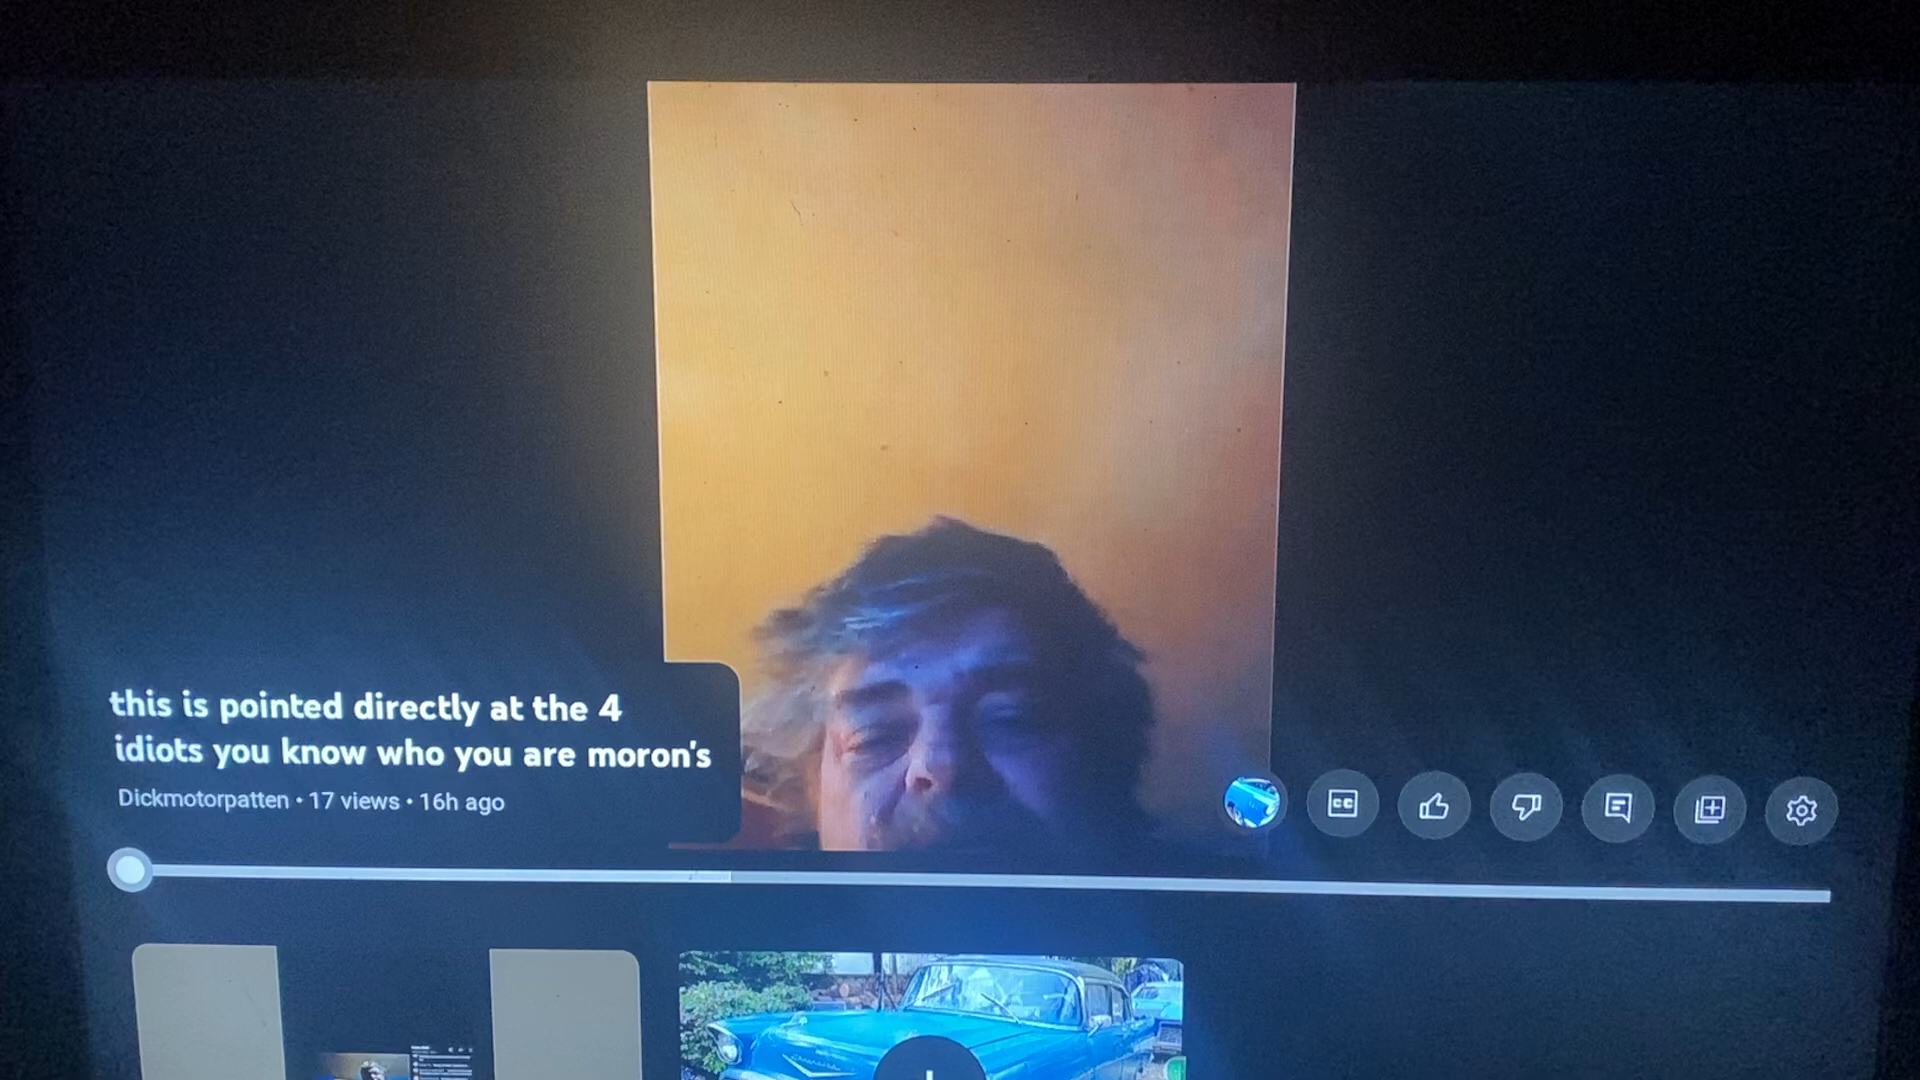 this is pointed directly at the 4
idiots you know who you are moron's
Dickmotorpatten • 17 views • 16h ago
CC